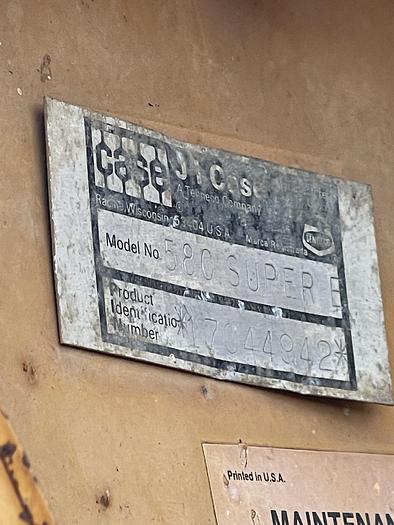 case J I Case
A Tenneco Company
Racine, Wisconsin 53404 U.S.A.
Marca Registrada
Model No 580 SUPER E
Product
Identification
Number *17044942*
Printed in U.S.A.
MAINTENAN